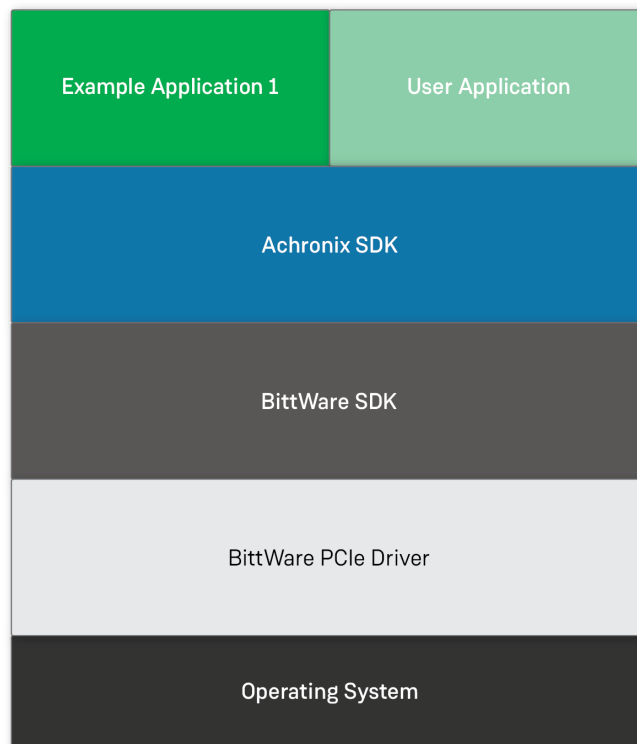 Example Application 1
User Application
Achronix SDK
BittWare SDK
BittWare PCIe Driver
Operating System